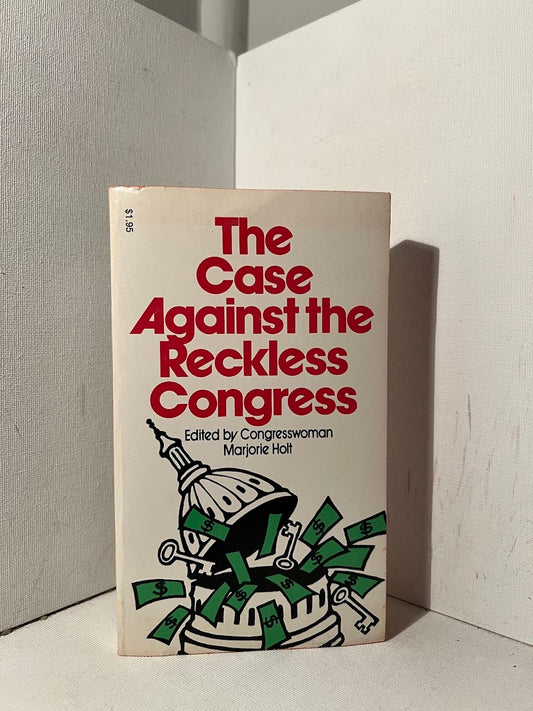 $1.95
The
Case
Against the
Reckless
Congress
Edited by Congresswoman
Marjorie Holt
$
$
$
$
$
$
$
$
$
$